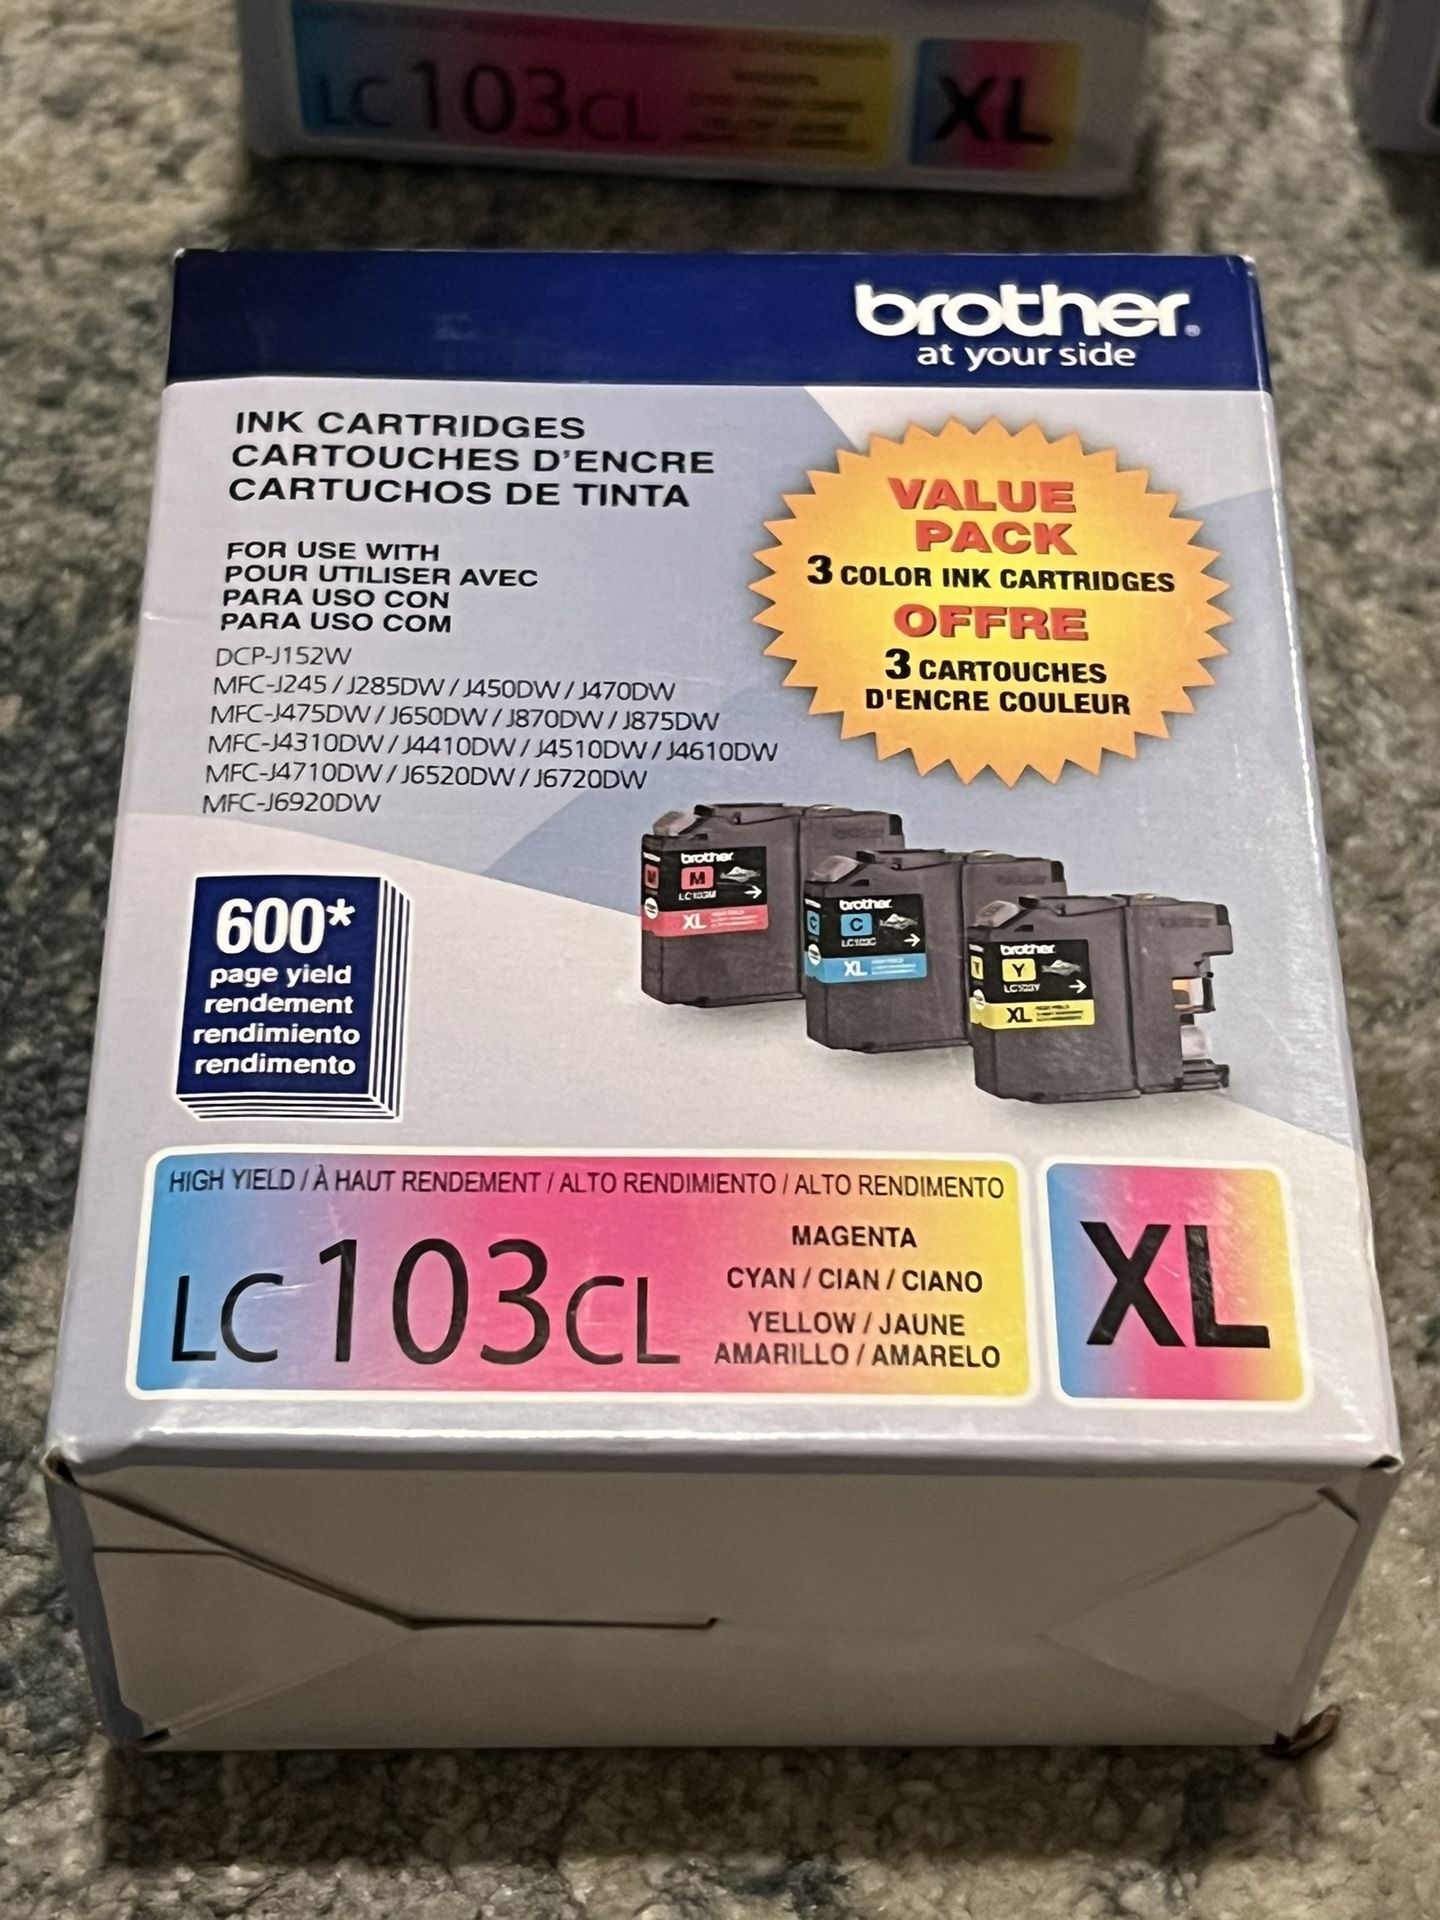 LC 103CL
XL
brother
at your side
INK CARTRIDGES
CARTOUCHES D'ENCRE
CARTUCHOS DE TINTA
FOR USE WITH
POUR UTILISER AVEC
PARA USO CON
PARA USO COM
DCP-J152W
MFC-J245 / J285DW / J450DW / J470DW
MFC-J475DW / J650DW / J870DW / J875DW
MFC-J4310DW / J4410DW / J4510DW / J4610DW
MFC-J4710DW / J6520DW / J6720DW
MFC-J6920DW
VALUE
PACK
3 COLOR INK CARTRIDGES
OFFRE
3 CARTOUCHES
D'ENCRE COULEUR
600*
page yield
rendement
rendimiento
rendimento
brother
M
LC103M
XL
brother
C
LC103C
XL
brother
Y
LC103Y
XL
HIGH YIELD / À HAUT RENDEMENT / ALTO RENDIMIENTO / ALTO RENDIMENTO
LC 103CL
MAGENTA
CYAN / CIAN / CIANO
YELLOW / JAUNE
AMARILLO / AMARELO
XL